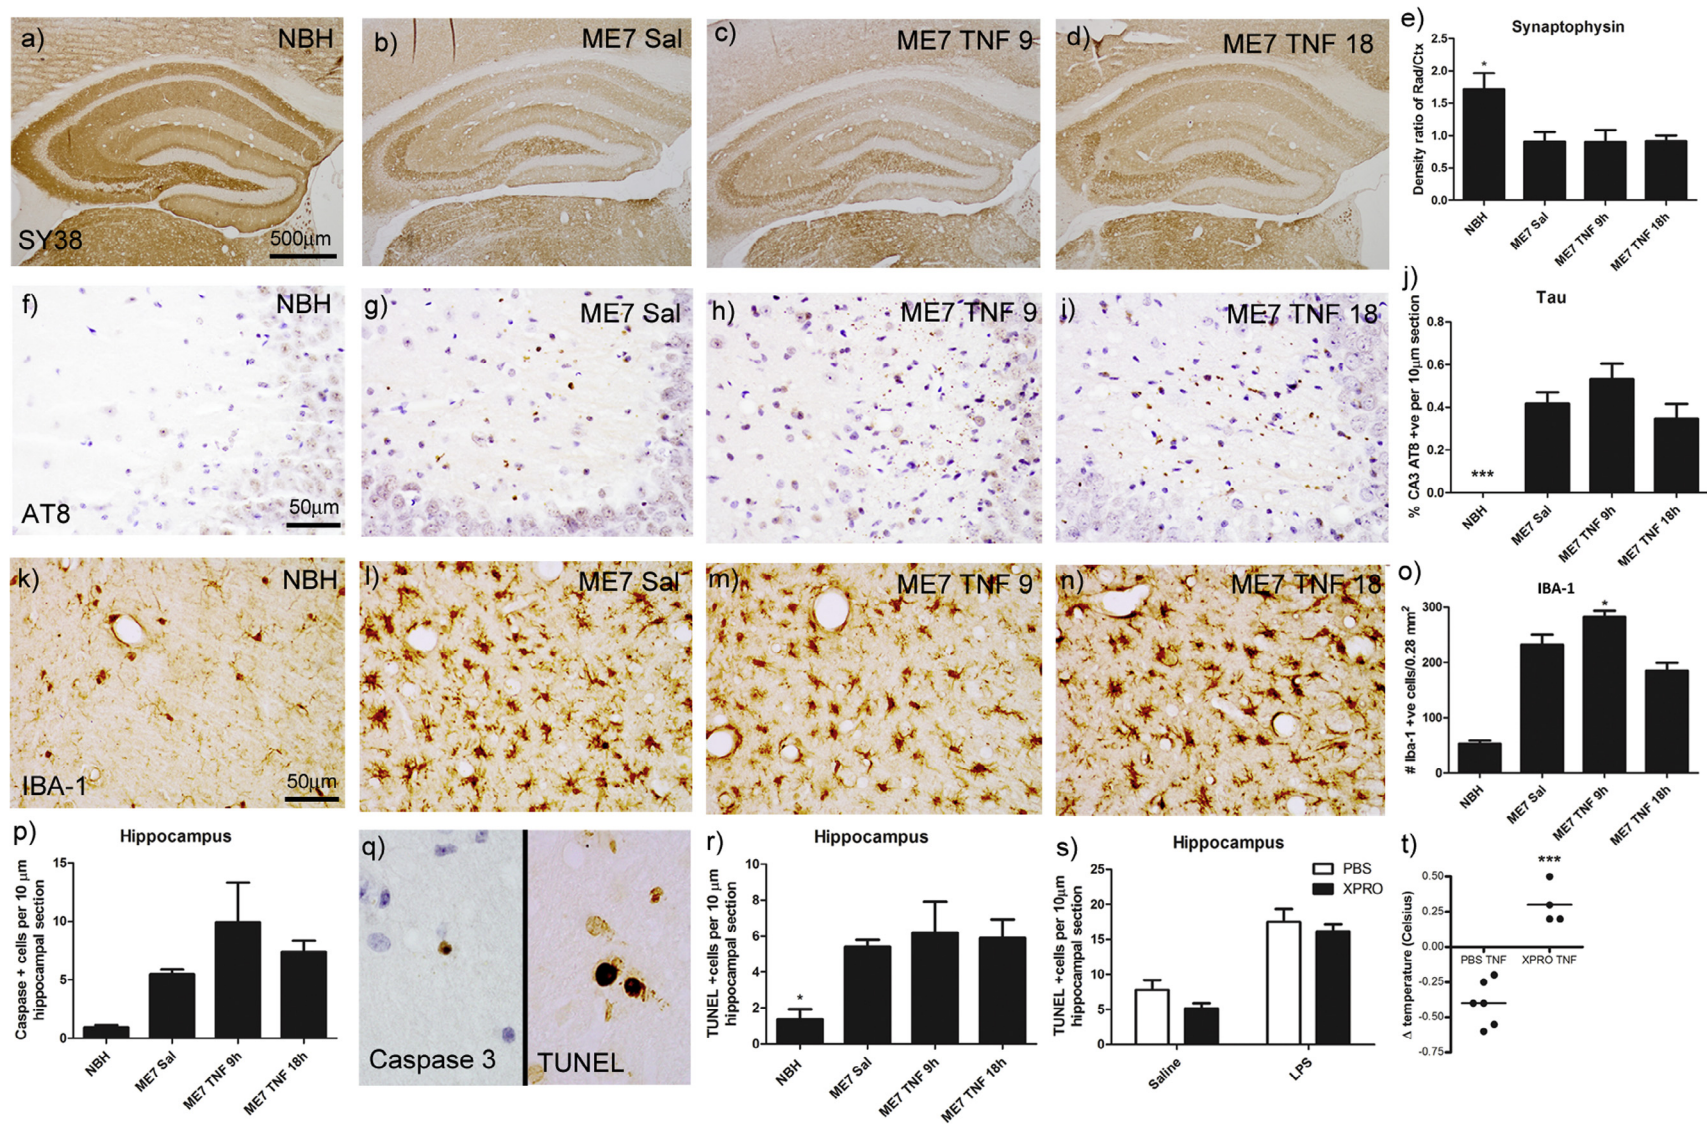 a) NBH
SY38
500µm
b) ME7 Sal
c) ME7 TNF 9
d) ME7 TNF 18
e)
Synaptophysin
Density ratio of Rad/Ctx
2.5
2.0
1.5
1.0
0.5
0.0
*
NBH
ME7 Sal
ME7 TNF 9h
ME7 TNF 18h
f) NBH
AT8
50µm
g) ME7 Sal
h) ME7 TNF 9
i) ME7 TNF 18
j)
Tau
% CA3 AT8 +ve per 10µm section
0.8
0.6
0.4
0.2
0.0
***
NBH
ME7 Sal
ME7 TNF 9h
ME7 TNF 18h
k) NBH
IBA-1
50µm
l) ME7 Sal
m) ME7 TNF 9
n) ME7 TNF 18
o)
IBA-1
# Iba-1 +ve cells/0.28 mm²
300
200
100
0
*
NBH
ME7 Sal
ME7 TNF 9h
ME7 TNF 18h
p)
Hippocampus
Caspase + cells per 10 µm
hippocampal section
15
10
5
0
NBH
ME7 Sal
ME7 TNF 9h
ME7 TNF 18h
q)
Caspase 3
TUNEL
r)
Hippocampus
TUNEL +cells per 10 µm
hippocampal section
10
8
6
4
2
0
*
NBH
ME7 Sal
ME7 TNF 9h
ME7 TNF 18h
s)
Hippocampus
TUNEL +cells per 10µm
hippocampal section
25
20
15
10
5
0
PBS
XPRO
Saline
LPS
t)
***
Δ temperature (Celsius)
0.50
0.25
0.00
-0.25
-0.50
-0.75
PBS TNF
XPRO TNF